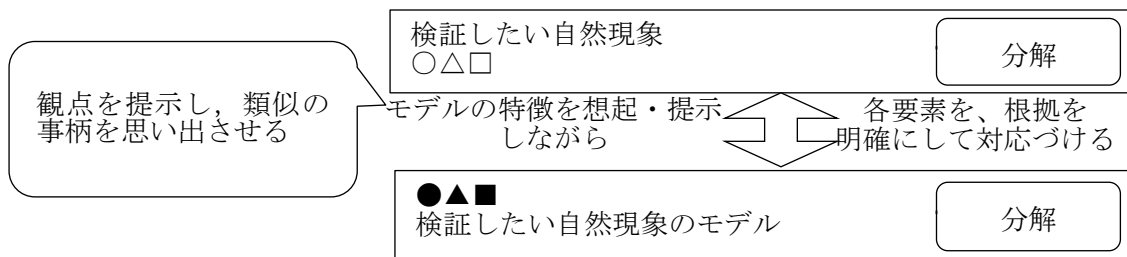 検証したい自然現象
○△□
分解
観点を提示し，類似の
事柄を思い出させる
モデルの特徴を想起・提示
しながら
各要素を、根拠を
明確にして対応づける
●▲■
検証したい自然現象のモデル
分解